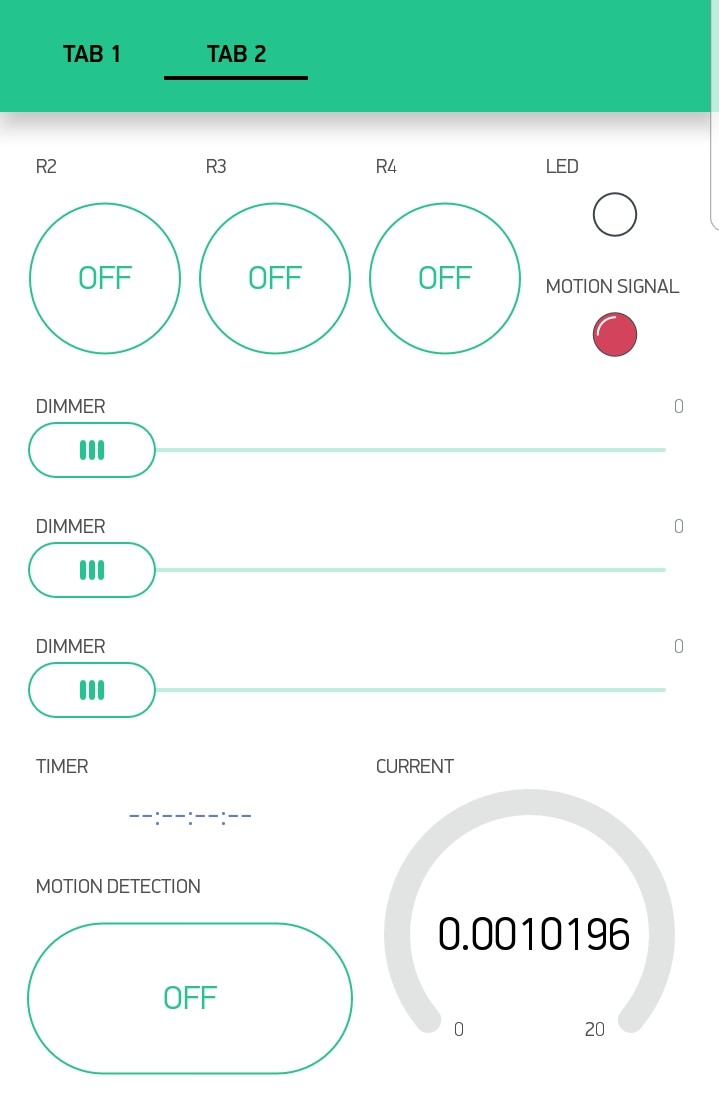 TAB 1 TAB 2
R2 R3 R4 LED
OFF OFF OFF
MOTION SIGNAL
DIMMER 0
DIMMER 0
DIMMER 0
TIMER CURRENT
--:--:--:--
MOTION DETECTION
0.0010196
OFF
0 20